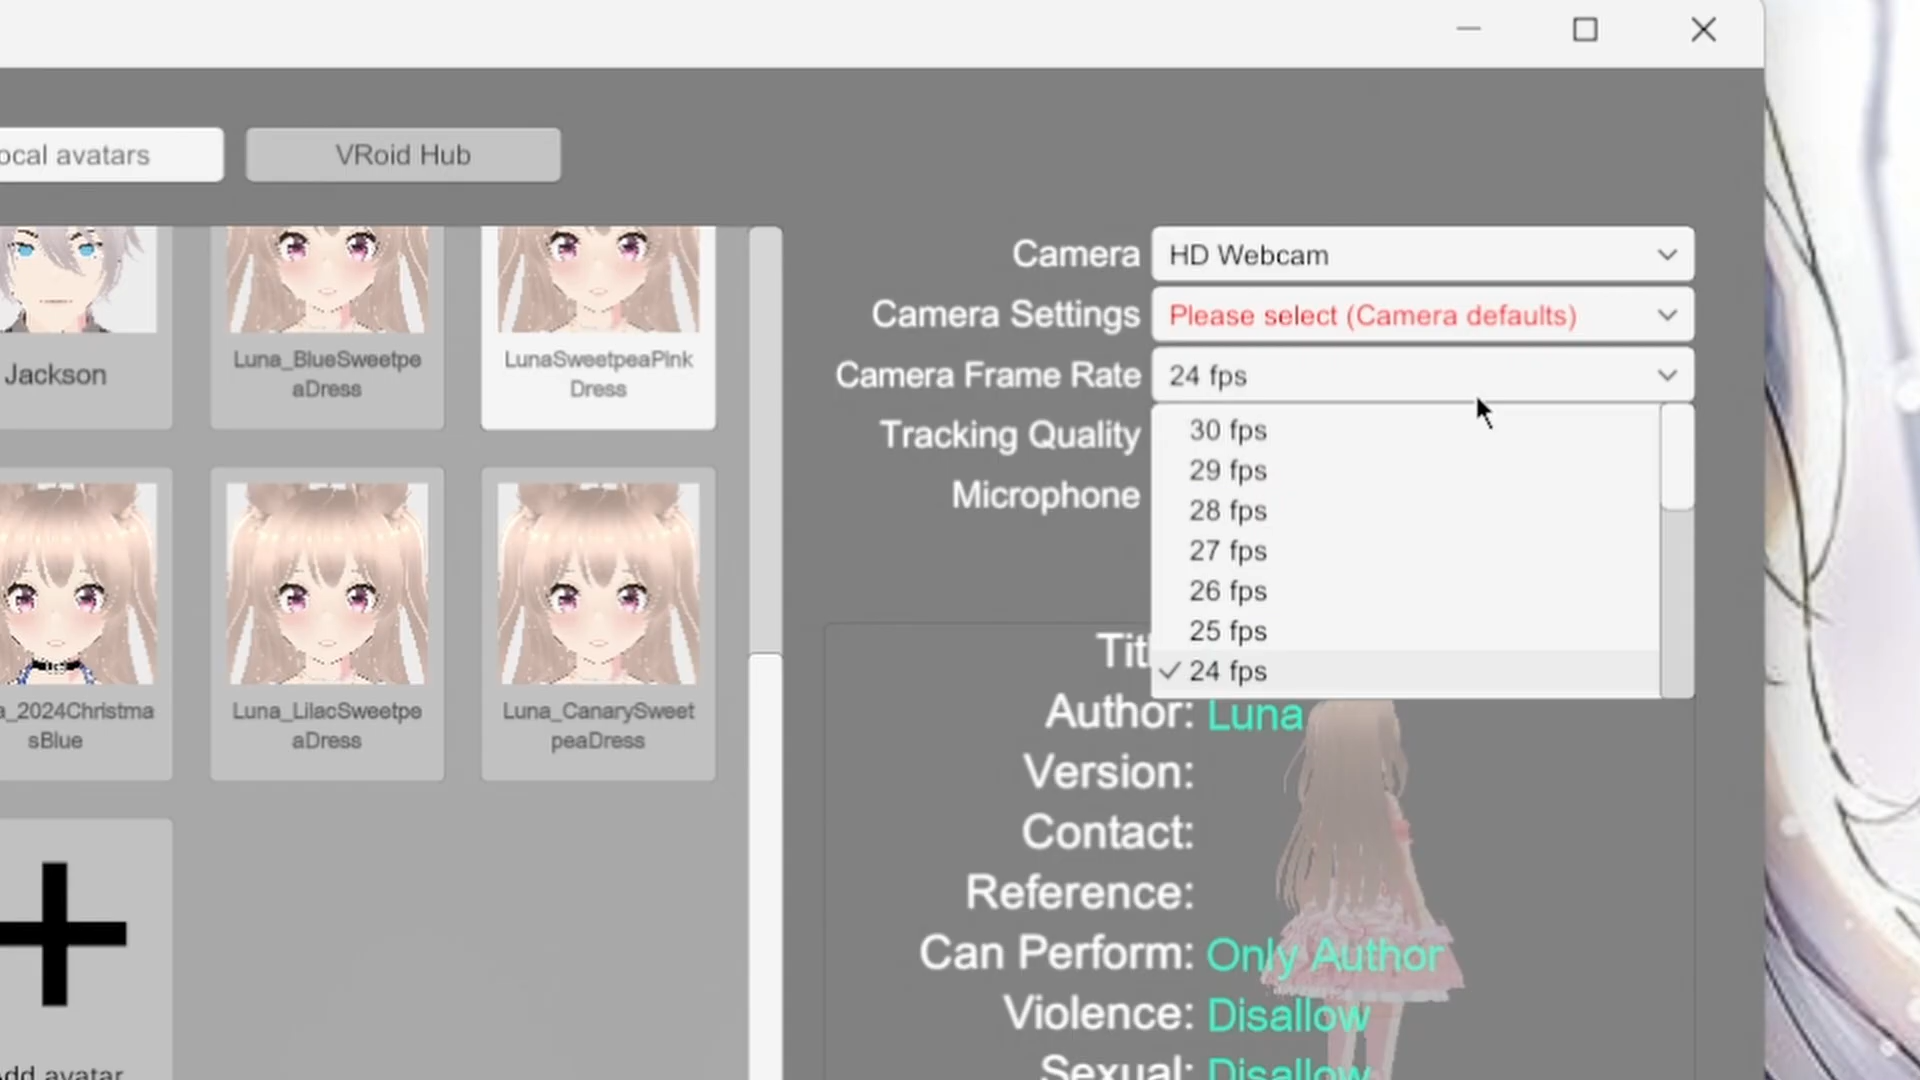 ocal avatars
VRoid Hub
Jackson
Luna_BlueSweetpe
aDress
LunaSweetpeaPink
Dress
a_2024Christma
sBlue
Luna_LilacSweetpe
aDress
Luna_CanarySweet
peaDress
dd avatar
Camera
HD Webcam
Camera Settings
Please select (Camera defaults)
Camera Frame Rate
24 fps
Tracking Quality
Microphone
30 fps
29 fps
28 fps
27 fps
26 fps
25 fps
24 fps
Tit
Author: Luna
Version:
Contact:
Reference:
Can Perform: Only Author
Violence: Disallow
Sexual: Disallow